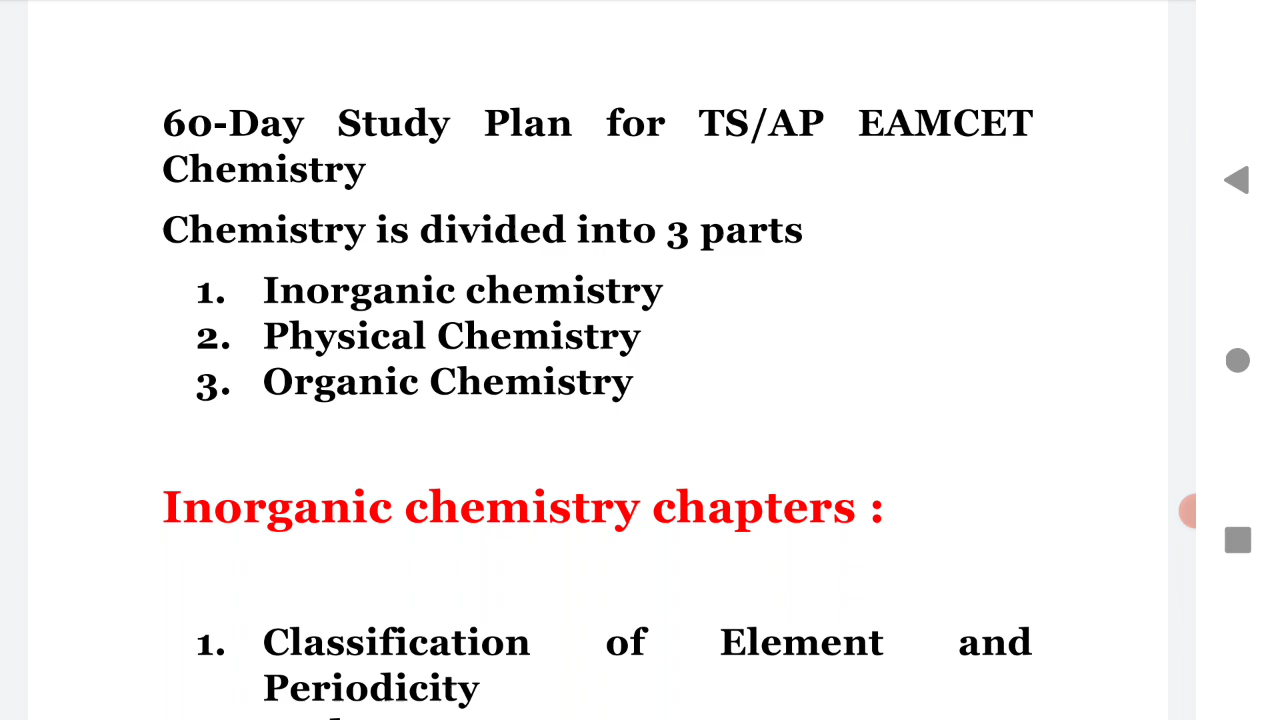 60-Day Study Plan for TS/AP EAMCET
Chemistry
Chemistry is divided into 3 parts
1. Inorganic chemistry
2. Physical Chemistry
3. Organic Chemistry
Inorganic chemistry chapters :
1. Classification of Element and
Periodicity